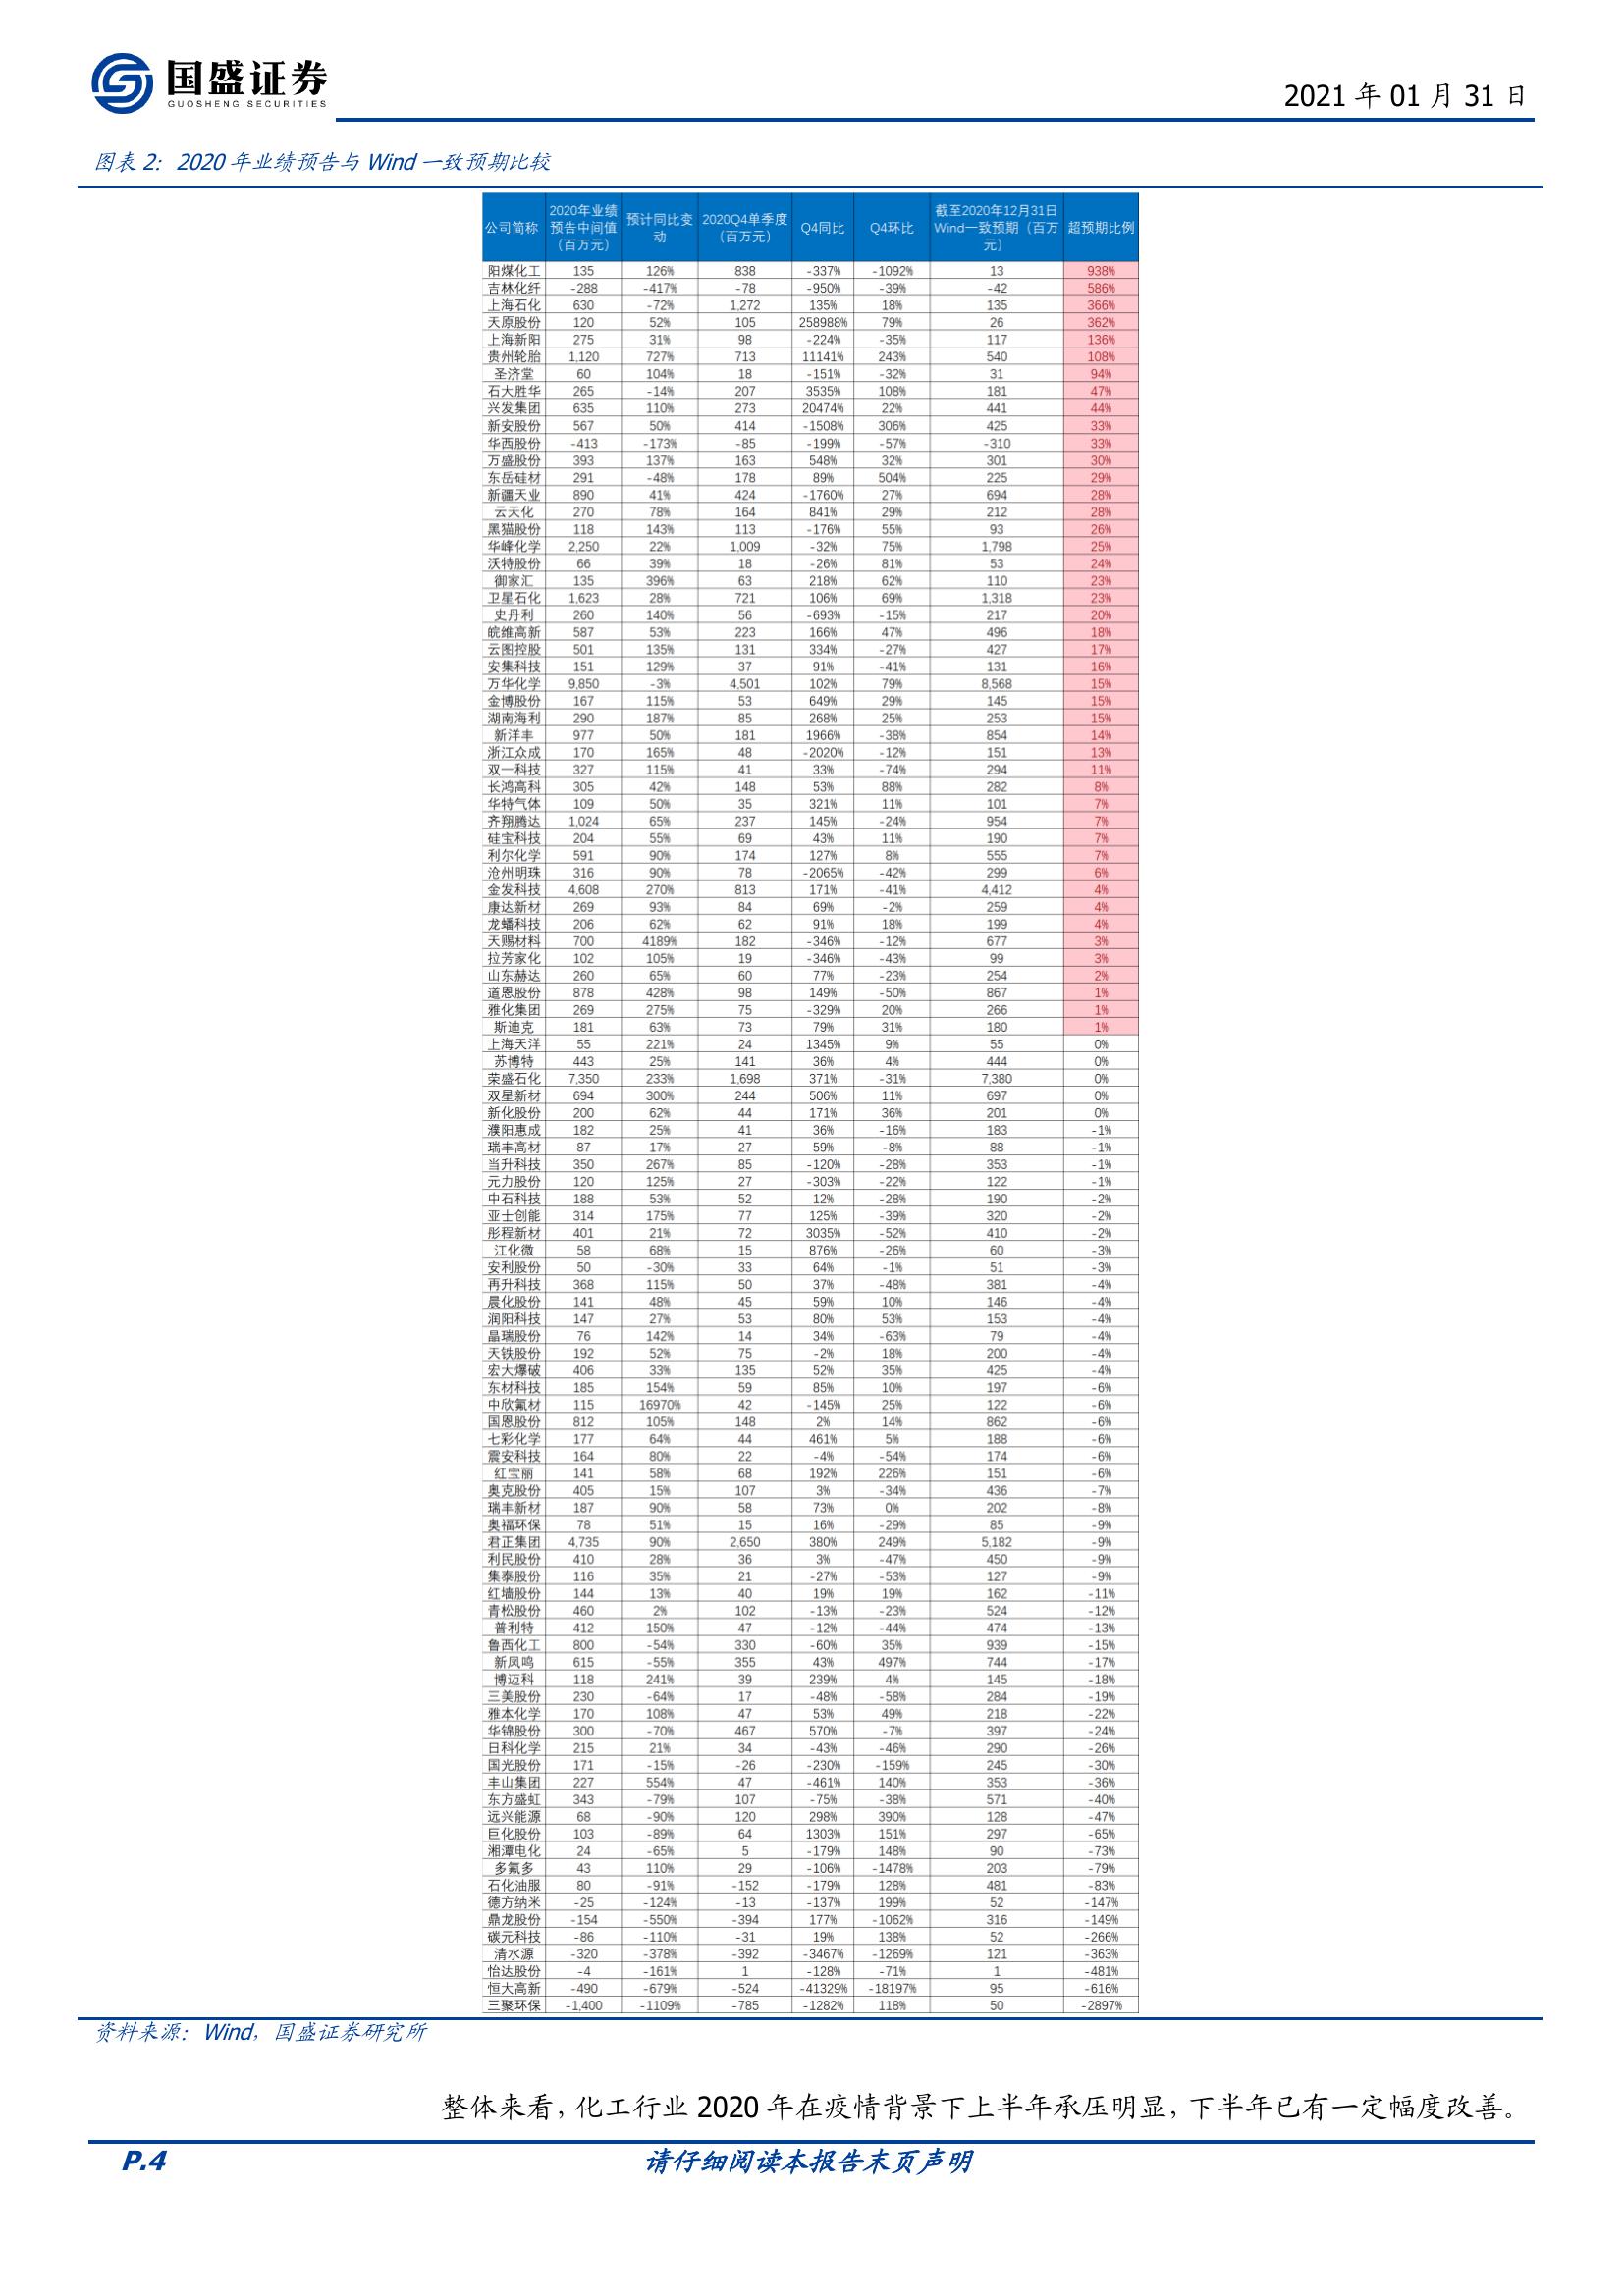 国盛证券
GUOSHENG SECURITIES
2021 年 01 月 31 日
图表 2：2020 年业绩预告与 Wind 一致预期比较
公司简称 2020年业绩预告中间值（百万元） 预计同比变动 2020Q4单季度（百万元） Q4同比 Q4环比 截至2020年12月31日Wind一致预期（百万元） 超预期比例
阳煤化工 135 126% 838 -337% -1092% 13 938%
吉林化纤 -288 -417% -78 -950% -39% -42 586%
上海石化 630 -72% 1,272 135% 18% 135 366%
天原股份 120 52% 105 258988% 79% 26 362%
上海新阳 275 31% 98 -224% -35% 117 136%
贵州轮胎 1,120 727% 713 11141% 243% 540 108%
圣济堂 60 104% 18 -151% -32% 31 94%
石大胜华 265 -14% 207 3535% 108% 181 47%
兴发集团 635 110% 273 20474% 22% 441 44%
新安股份 567 50% 414 -1508% 306% 425 33%
华西股份 -413 -173% -85 -199% -57% -310 33%
万盛股份 393 137% 163 548% 32% 301 30%
东岳硅材 291 -48% 178 89% 504% 225 29%
新疆天业 890 41% 424 -1760% 27% 694 28%
云天化 270 78% 164 841% 29% 212 28%
黑猫股份 118 143% 113 -176% 55% 93 26%
华峰化学 2,250 22% 1,009 -32% 75% 1,798 25%
沃特股份 66 39% 18 -26% 81% 53 24%
御家汇 135 396% 63 218% 62% 110 23%
卫星石化 1,623 28% 721 106% 69% 1,318 23%
史丹利 260 140% 56 -693% -15% 217 20%
皖维高新 587 53% 223 166% 47% 496 18%
云图控股 501 135% 131 334% -27% 427 17%
安集科技 151 129% 37 91% -41% 131 16%
万华化学 9,850 -3% 4,501 102% 79% 8,568 15%
金博股份 167 115% 53 649% 29% 145 15%
湖南海利 290 187% 85 268% 25% 253 15%
新洋丰 977 50% 181 1966% -38% 854 14%
浙江众成 170 165% 48 -2020% -12% 151 13%
双一科技 327 115% 41 33% -74% 294 11%
长鸿高科 305 42% 148 53% 88% 282 8%
华特气体 109 50% 35 321% 11% 101 7%
齐翔腾达 1,024 65% 237 145% -24% 954 7%
硅宝科技 204 55% 69 43% 11% 190 7%
利尔化学 591 90% 174 127% 8% 555 7%
沧州明珠 316 90% 78 -2065% -42% 299 6%
金发科技 4,608 270% 813 171% -41% 4,412 4%
康达新材 269 93% 84 69% -2% 259 4%
龙蟠科技 206 62% 62 91% 18% 199 4%
天赐材料 700 4189% 182 -346% -12% 677 3%
拉芳家化 102 105% 19 -346% -43% 99 3%
山东赫达 260 65% 60 77% -23% 254 2%
道恩股份 878 428% 98 149% -50% 867 1%
雅化集团 269 275% 75 -329% 20% 266 1%
斯迪克 181 63% 73 79% 31% 180 1%
上海天洋 55 221% 24 1345% 9% 55 0%
苏博特 443 25% 141 36% 4% 444 0%
荣盛石化 7,350 233% 1,698 371% -31% 7,380 0%
双星新材 694 300% 244 506% 11% 697 0%
新化股份 200 62% 44 171% 36% 201 0%
濮阳惠成 182 25% 41 36% -16% 183 -1%
瑞丰高材 87 17% 27 59% -8% 88 -1%
当升科技 350 267% 85 -120% -28% 353 -1%
元力股份 120 125% 27 -303% -22% 122 -1%
中石科技 188 53% 52 12% -28% 190 -2%
亚士创能 314 175% 77 125% -39% 320 -2%
彤程新材 401 21% 72 3035% -52% 410 -2%
江化微 58 68% 15 876% -26% 60 -3%
安利股份 50 -30% 33 64% -1% 51 -3%
再升科技 368 115% 50 37% -48% 381 -4%
晨化股份 141 48% 45 59% 10% 146 -4%
润阳科技 147 27% 53 80% 53% 153 -4%
晶瑞股份 76 142% 14 34% -63% 79 -4%
天铁股份 192 52% 75 -2% 18% 200 -4%
宏大爆破 406 33% 135 52% 35% 425 -4%
东材科技 185 154% 59 85% 10% 197 -6%
中欣氟材 115 16970% 42 -145% 25% 122 -6%
国恩股份 812 105% 148 2% 14% 862 -6%
七彩化学 177 64% 44 461% 5% 188 -6%
震安科技 164 80% 22 -4% -54% 174 -6%
红宝丽 141 58% 68 192% 226% 151 -6%
奥克股份 405 15% 107 3% -34% 436 -7%
瑞丰新材 187 90% 58 73% 0% 202 -8%
奥福环保 78 51% 15 16% -29% 85 -9%
君正集团 4,735 90% 2,650 380% 249% 5,182 -9%
利民股份 410 28% 36 3% -47% 450 -9%
集泰股份 116 35% 21 -27% -53% 127 -9%
红墙股份 144 13% 40 19% 19% 162 -11%
青松股份 460 2% 102 -13% -23% 524 -12%
普利特 412 150% 47 -12% -44% 474 -13%
鲁西化工 800 -54% 330 -60% 35% 939 -15%
新凤鸣 615 -55% 355 43% 497% 744 -17%
博迈科 118 241% 39 239% 4% 145 -18%
三美股份 230 -64% 17 -48% -58% 284 -19%
雅本化学 170 108% 47 53% 49% 218 -22%
华锦股份 300 -70% 467 570% -7% 397 -24%
日科化学 215 21% 34 -43% -46% 290 -26%
国光股份 171 -15% -26 -230% -159% 245 -30%
丰山集团 227 554% 47 -461% 140% 353 -36%
东方盛虹 343 -79% 107 -75% -38% 571 -40%
远兴能源 68 -90% 120 298% 390% 128 -47%
巨化股份 103 -89% 64 1303% 151% 297 -65%
湘潭电化 24 -65% 5 -179% 148% 90 -73%
多氟多 43 110% 29 -106% -1478% 203 -79%
石化油服 80 -91% -152 -179% 128% 481 -83%
德方纳米 -25 -124% -13 -137% 199% 52 -147%
鼎龙股份 -154 -550% -394 177% -1062% 316 -149%
碳元科技 -86 -110% -31 19% 138% 52 -266%
清水源 -320 -378% -392 -3467% -1269% 121 -363%
怡达股份 -4 -161% 1 -128% -71% 1 -481%
恒大高新 -490 -679% -524 -41329% -18197% 95 -616%
三聚环保 -1,400 -1109% -785 -1282% 118% 50 -2897%
资料来源：Wind，国盛证券研究所
整体来看，化工行业 2020 年在疫情背景下上半年承压明显，下半年已有一定幅度改善。
P.4 请仔细阅读本报告末页声明